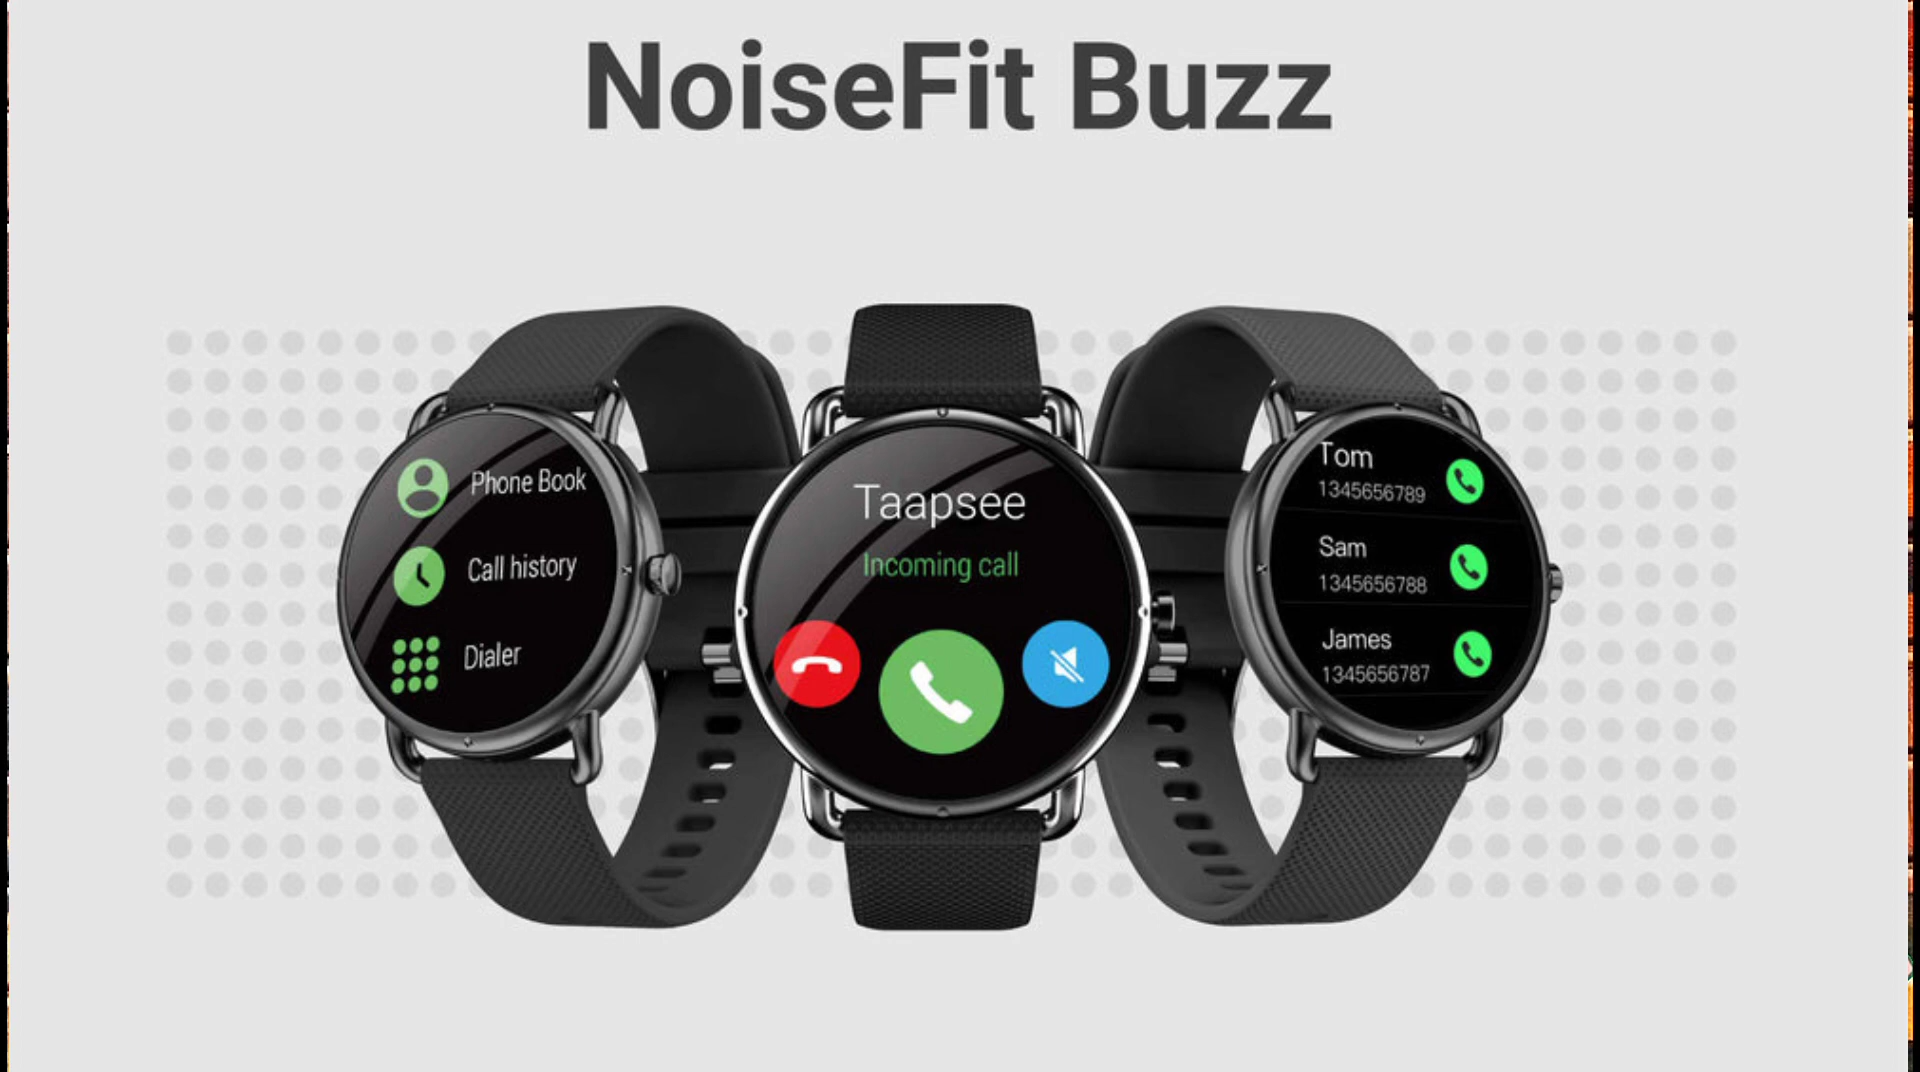 NoiseFit Buzz
Phone Book
Call history
Dialer
Taapsee
Incoming call
Tom
1345656789
Sam
1345656788
James
1345656787